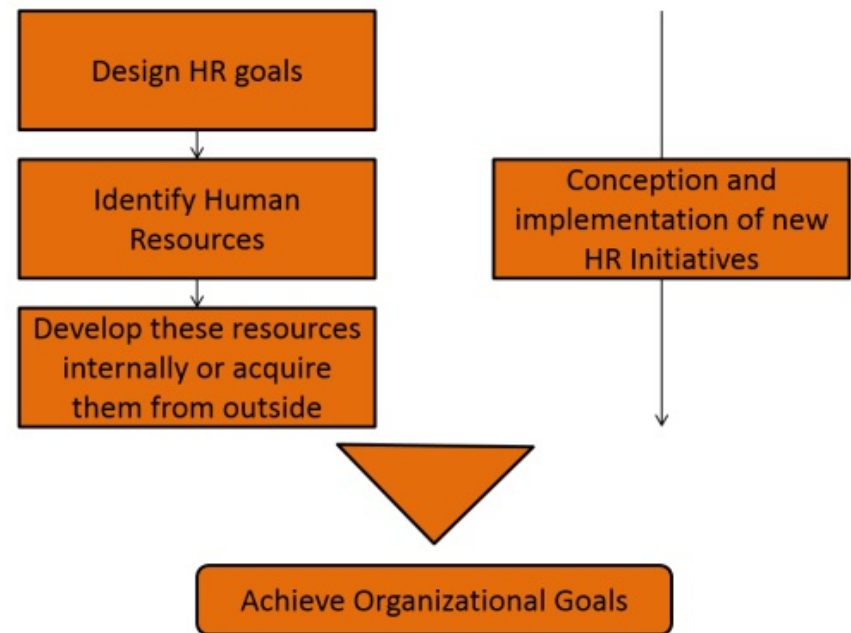 Design HR goals
Identify Human
Resources
Develop these resources
internally or acquire
them from outside
Conception and
implementation of new
HR Initiatives
Achieve Organizational Goals